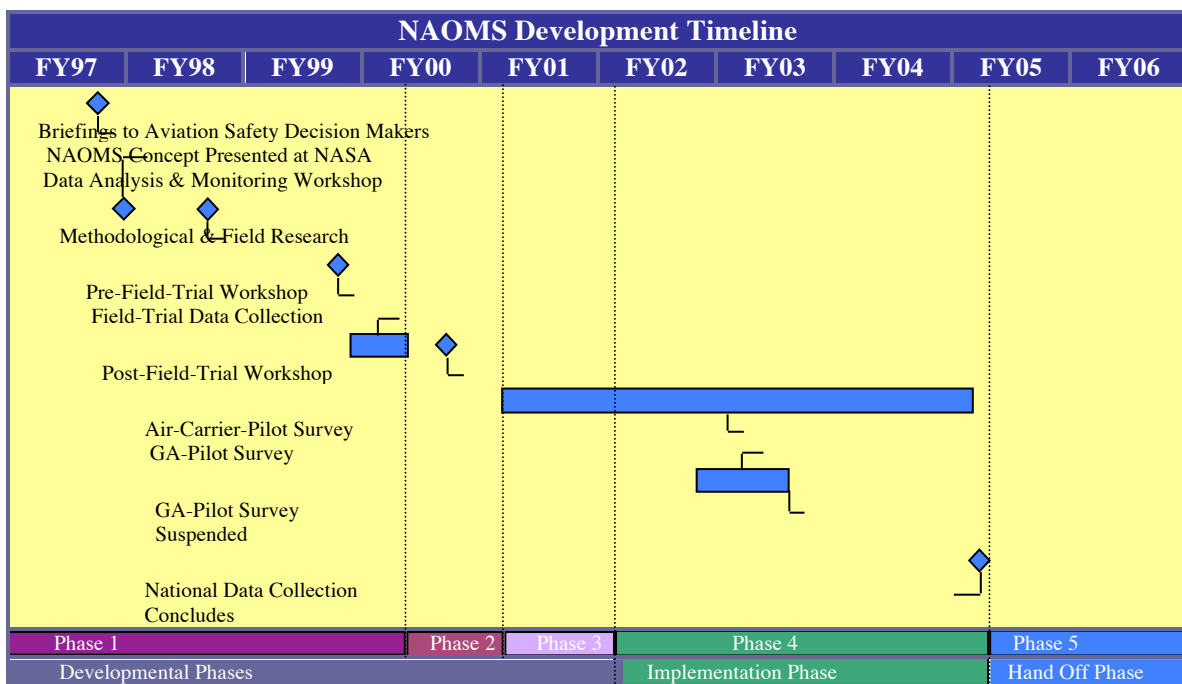 NAOMS Development Timeline
FY97 FY98 FY99 FY00 FY01 FY02 FY03 FY04 FY05 FY06
Briefings to Aviation Safety Decision Makers
NAOMS Concept Presented at NASA
Data Analysis & Monitoring Workshop
Methodological & Field Research
Pre-Field-Trial Workshop
Field-Trial Data Collection
Post-Field-Trial Workshop
Air-Carrier-Pilot Survey
GA-Pilot Survey
GA-Pilot Survey
Suspended
National Data Collection
Concludes
Phase 1 Phase 2 Phase 3 Phase 4 Phase 5
Developmental Phases Implementation Phase Hand Off Phase